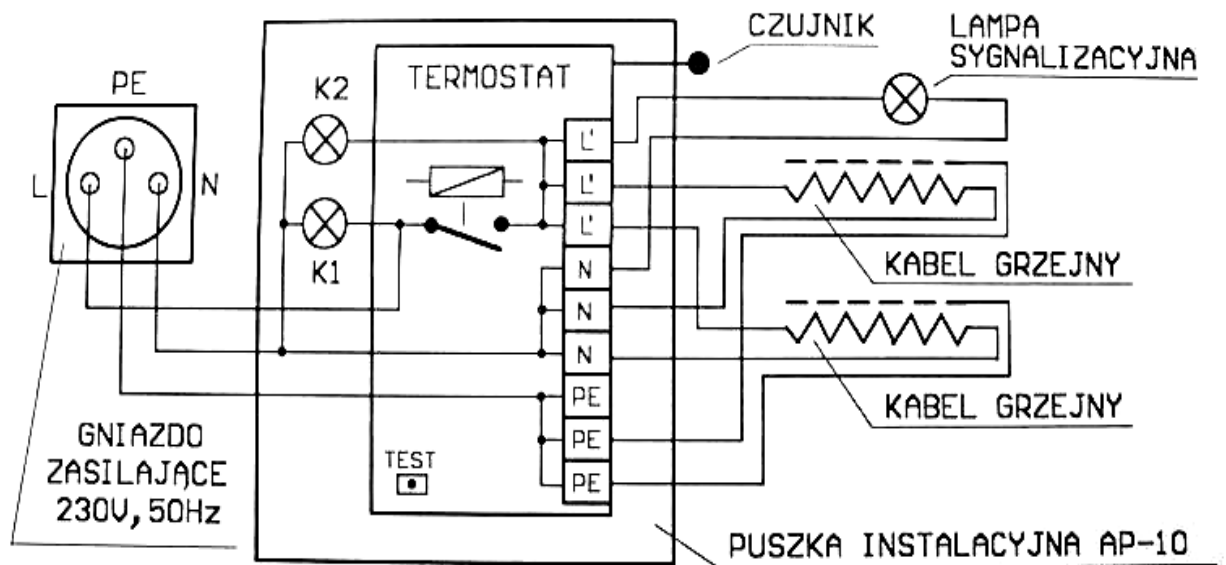 CZUJNIK
LAMPA
SYGNALIZACYJNA
PE
L
N
K2
K1
TERMOSTAT
L'
L'
L'
N
N
N
PE
PE
PE
TEST
KABEL GRZEJNY
KABEL GRZEJNY
GNIAZDO
ZASILAJĄCE
230V,50Hz
PUSZKA INSTALACYJNA AP-10